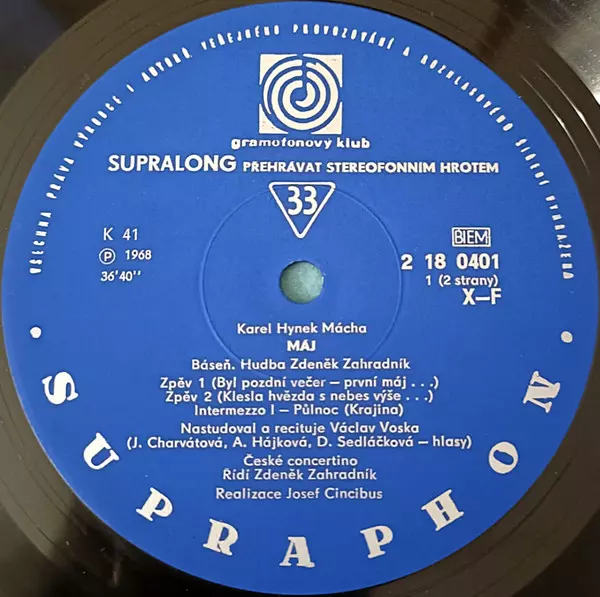 VŠECHNA PRÁVA VÝROBCE I AUTORŮ VEŘEJNÉHO PROVOZOVÁNÍ A ROZHLASOVÉHO ŠÍŘENÍ VYHRAŽENA
gramofonový klub
SUPRALONG PŘEHRÁVAT STEREOFONNÍM HROTEM
33
K 41
Ⓟ 1968
36'40''
BIEM
2 18 0401
1 (2 strany)
X–F
Karel Hynek Mácha
MÁJ
Báseň. Hudba Zdeněk Zahradník
Zpěv 1 (Byl pozdní večer – první máj . . .)
Zpěv 2 (Klesla hvězda s nebes výše . . .)
Intermezzo I – Půlnoc (Krajina)
Nastudoval a recituje Václav Voska
(J. Charvátová, A. Hájková, D. Sedláčková – hlasy)
České concertino
Řídí Zdeněk Zahradník
Realizace Josef Cincibus
• SUPRAPHON •